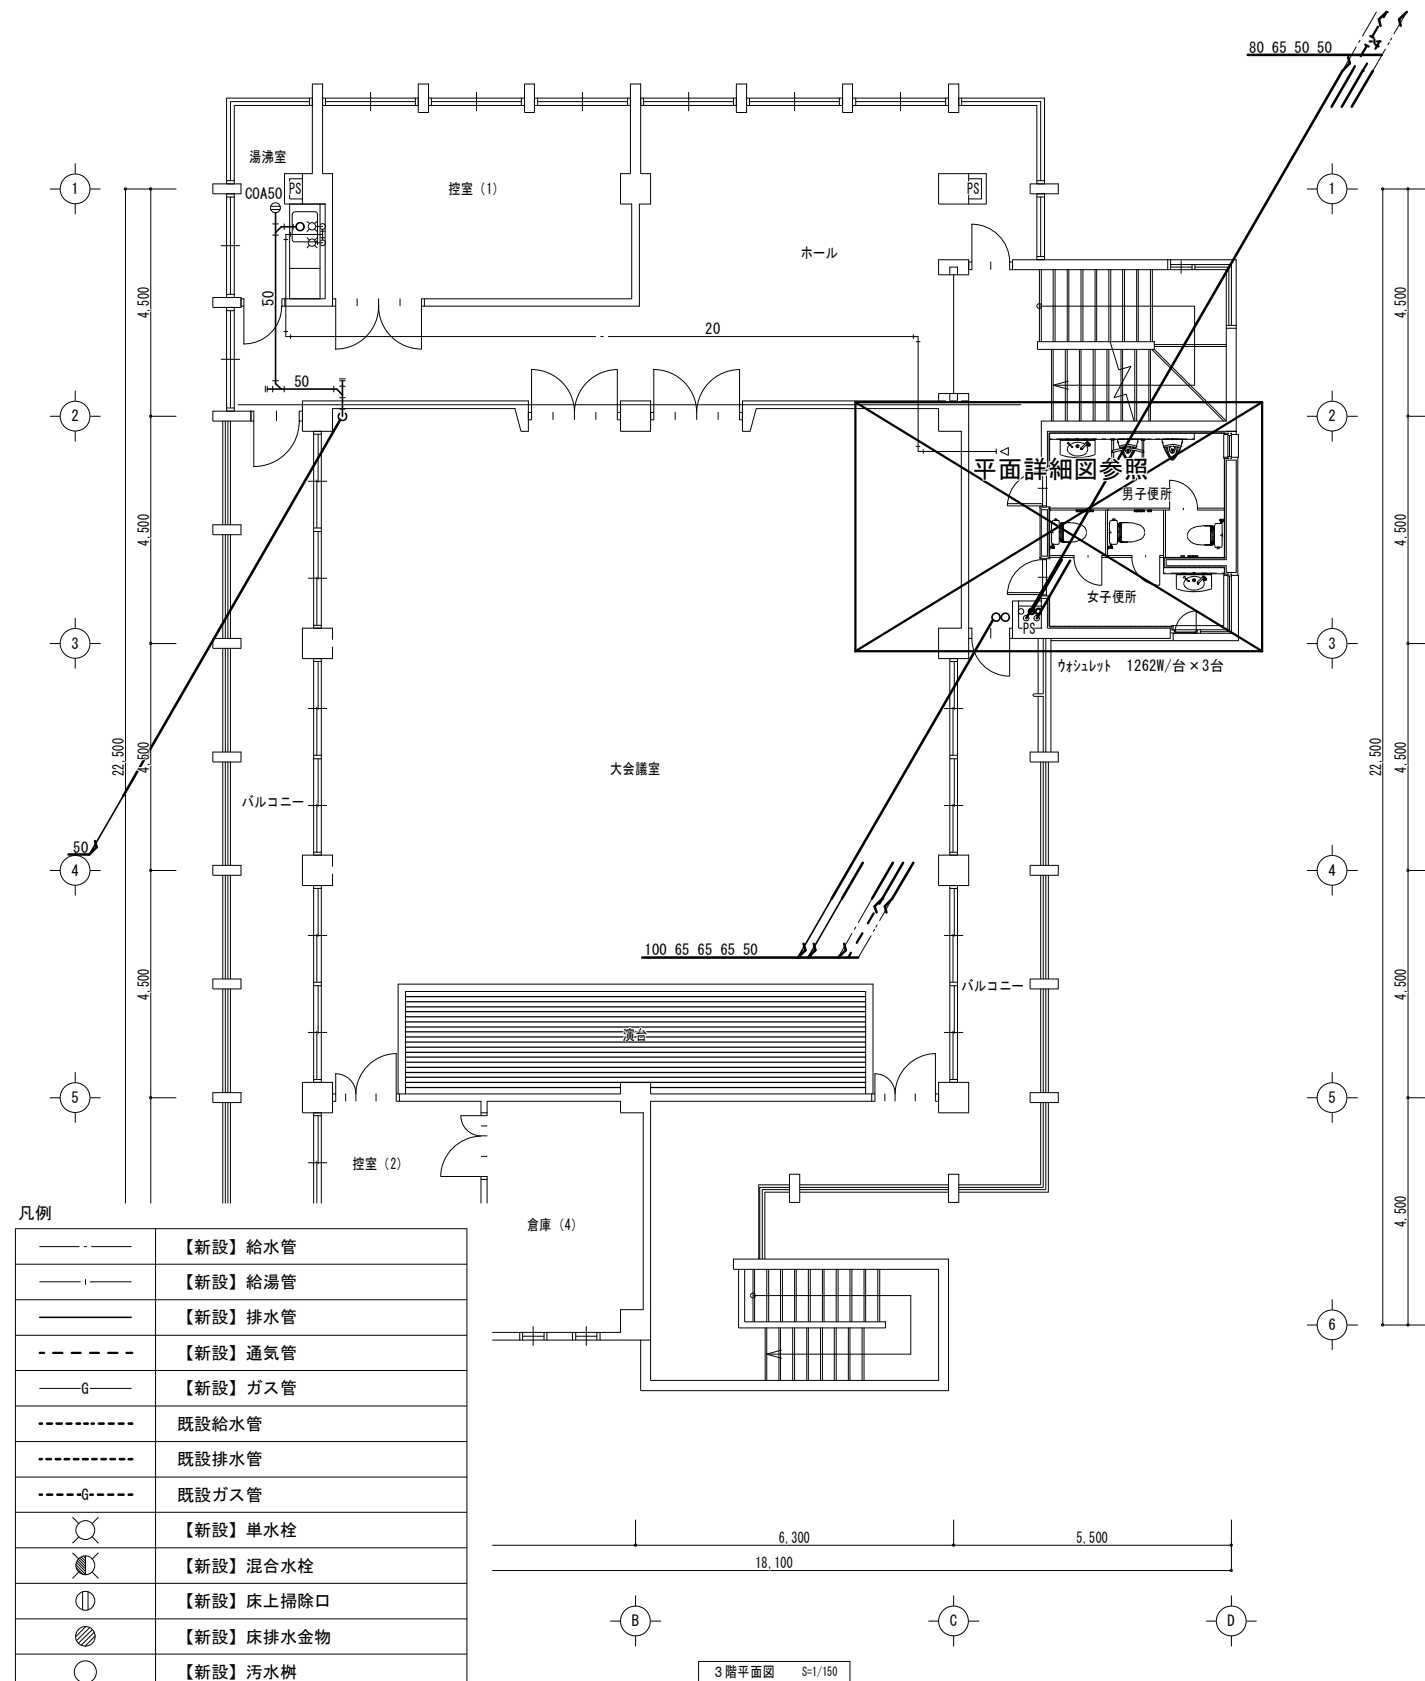 80 65 50 50
湯沸室
COA50
PS
控室（1）
PS
ホール
1
1
4,500
50
20
4,500
50
2
2
平面詳細図参照
男子便所
4,500
4,500
女子便所
PS
3
3
ｳｫｼｭﾚｯﾄ 1262W/台×3台
22,500
4,500
大会議室
22,500
4,500
バルコニー
50
4
4
100 65 65 65 50
4,500
バルコニー
4,500
演台
5
5
控室（2）
倉庫（4）
4,500
6
凡例
【新設】給水管
【新設】給湯管
【新設】排水管
【新設】通気管
G 【新設】ガス管
既設給水管
既設排水管
G 既設ガス管
【新設】単水栓
【新設】混合水栓
【新設】床上掃除口
【新設】床排水金物
【新設】汚水桝
6,300
5,500
18,100
B
C
D
3階平面図 S=1/150